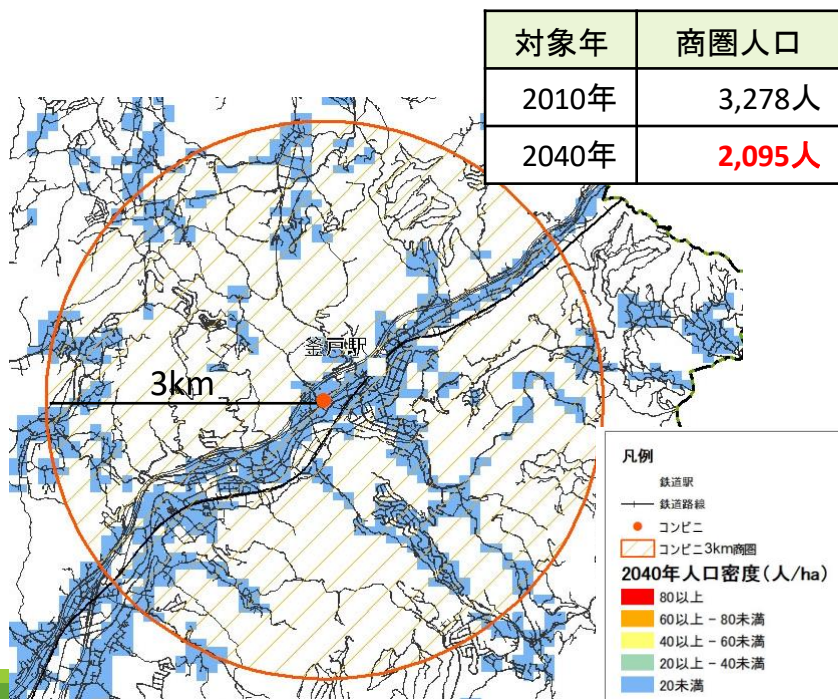 対象年 商圏人口
2010年 3,278人
2040年 2,095人
釜戸駅
3km
凡例
鉄道駅
鉄道路線
コンビニ
コンビニ3km商圏
2040年人口密度(人/ha)
80以上
60以上 - 80未満
40以上 - 60未満
20以上 - 40未満
20未満